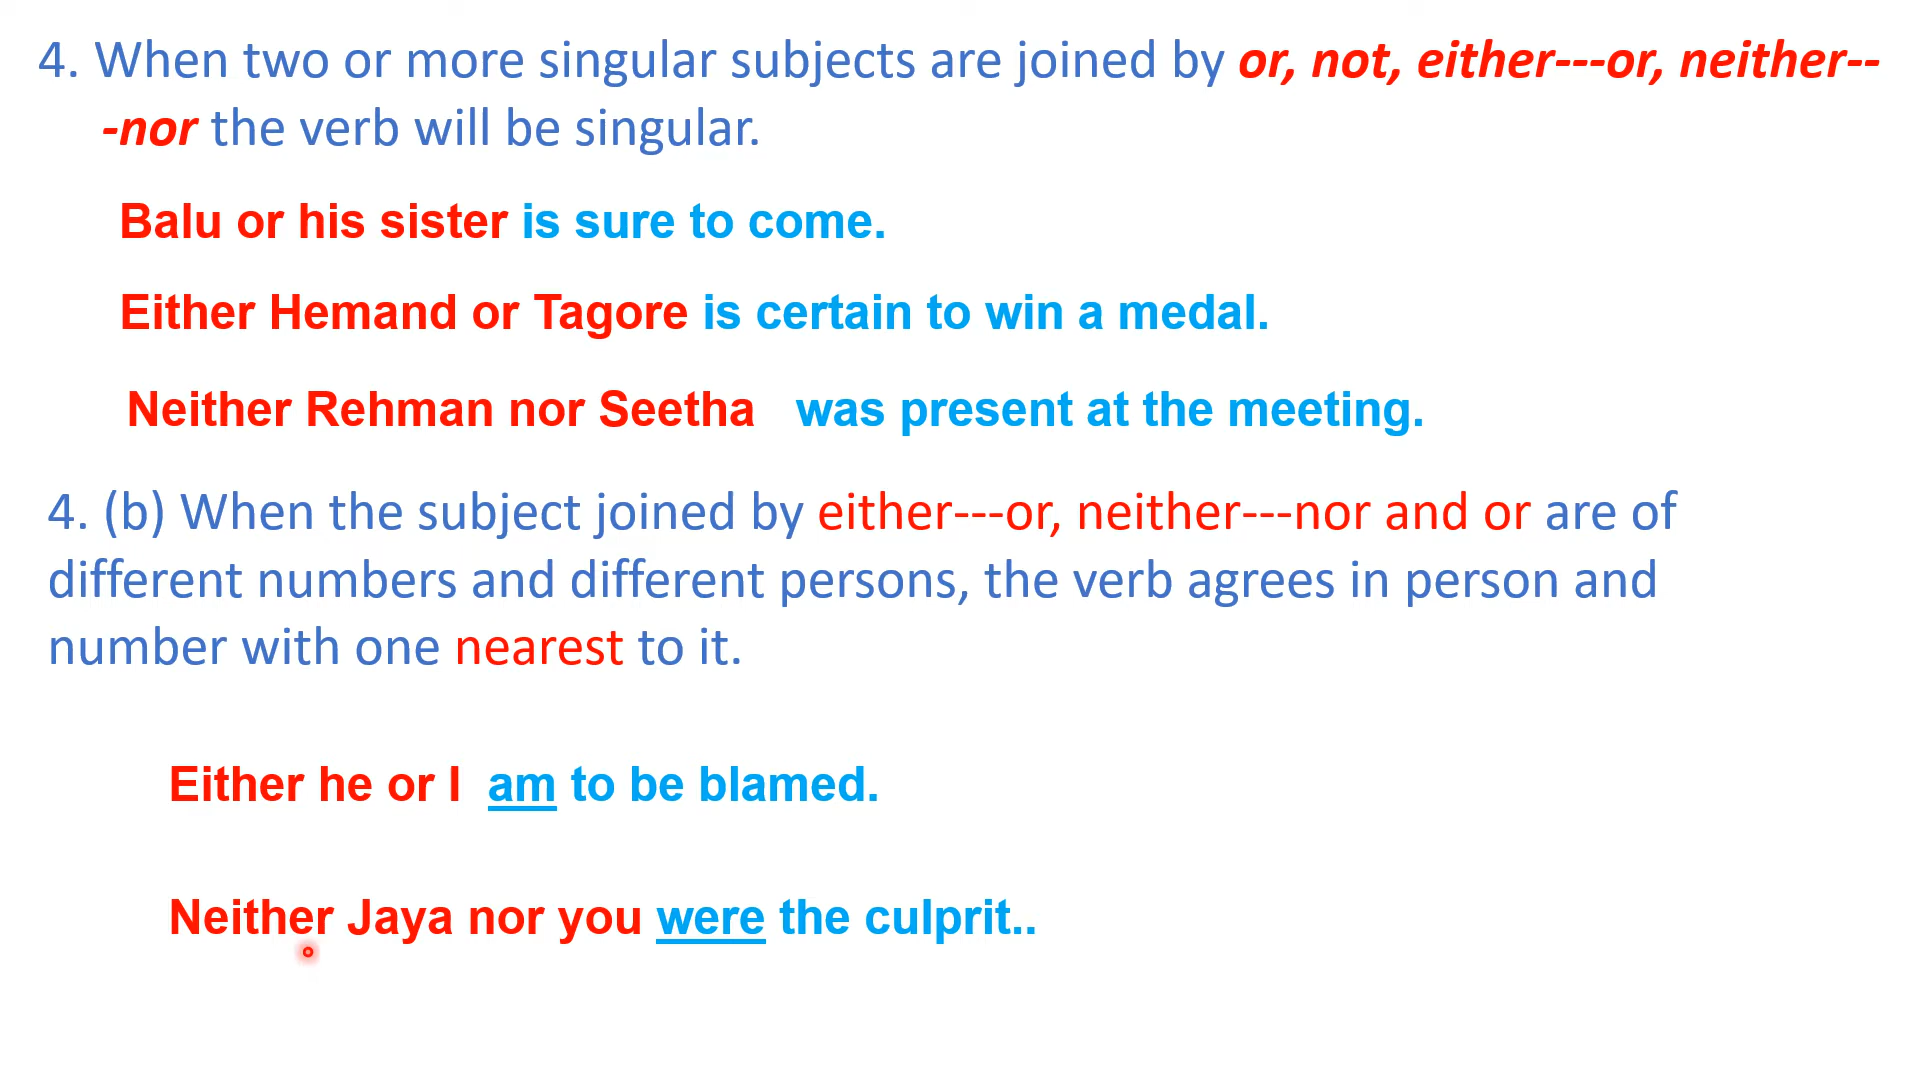 4. When two or more singular subjects are joined by or, not, either---or, neither--
-nor the verb will be singular.
Balu or his sister is sure to come.
Either Hemand or Tagore is certain to win a medal.
Neither Rehman nor Seetha was present at the meeting.
4. (b) When the subject joined by either---or, neither---nor and or are of
different numbers and different persons, the verb agrees in person and
number with one nearest to it.
Either he or I am to be blamed.
Neither Jaya nor you were the culprit..